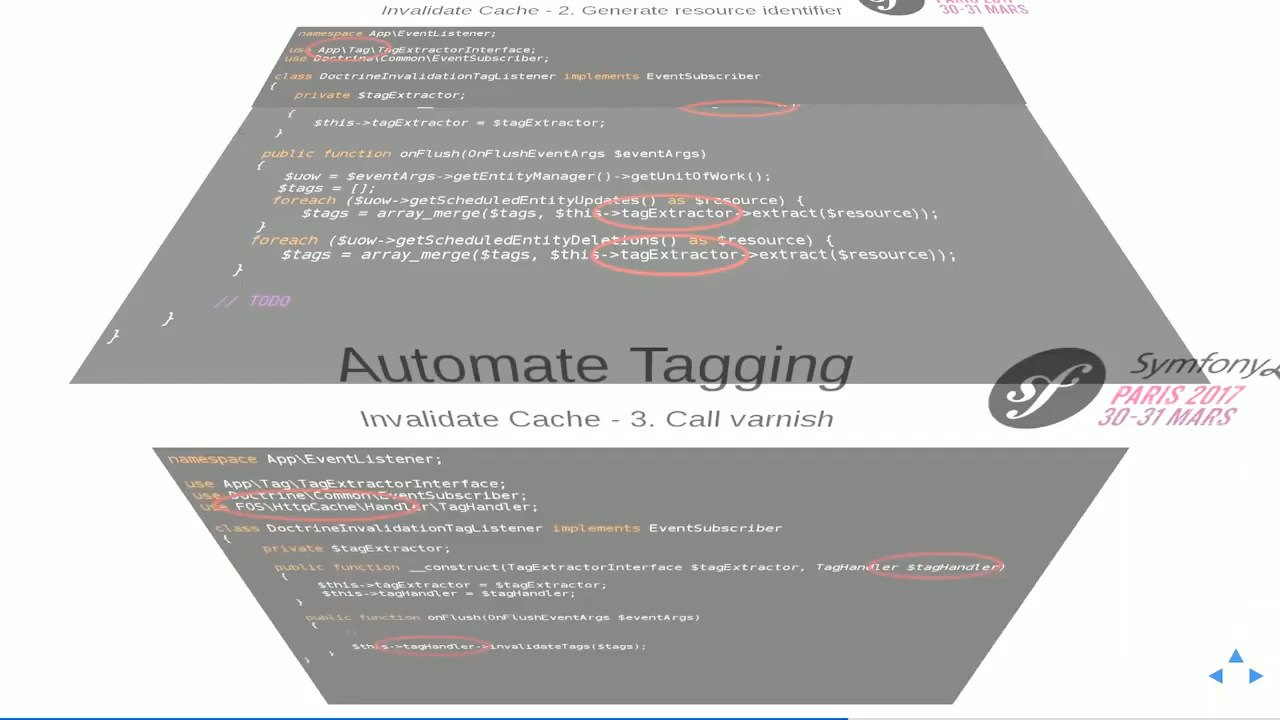 Invalidate Cache - 2. Generate resource identifier
30-31 MARS
namespace App\EventListener;
use App\Tag\TagExtractorInterface;
use Doctrine\Common\EventSubscriber;
class DoctrineInvalidationTagListener implements EventSubscriber
{
private $tagExtractor;
{
$this->tagExtractor = $tagExtractor;
}
public function onFlush(OnFlushEventArgs $eventArgs)
{
$uow = $eventArgs->getEntityManager()->getUnitOfWork();
$tags = [];
foreach ($uow->getScheduledEntityUpdates() as $resource) {
$tags = array_merge($tags, $this->tagExtractor->extract($resource));
}
foreach ($uow->getScheduledEntityDeletions() as $resource) {
$tags = array_merge($tags, $this->tagExtractor->extract($resource));
}
// TODO
}
}
Automate Tagging
sf Symfony
PARIS 2017
30-31 MARS
Invalidate Cache - 3. Call varnish
namespace App\EventListener;
use App\Tag\TagExtractorInterface;
use Doctrine\Common\EventSubscriber;
use FOS\HttpCache\Handler\TagHandler;
class DoctrineInvalidationTagListener implements EventSubscriber
{
private $tagExtractor;
public function __construct(TagExtractorInterface $tagExtractor, TagHandler $tagHandler)
{
$this->tagExtractor = $tagExtractor;
$this->tagHandler = $tagHandler;
}
public function onFlush(OnFlushEventArgs $eventArgs)
{
$this->tagHandler->invalidateTags($tags);
}
}